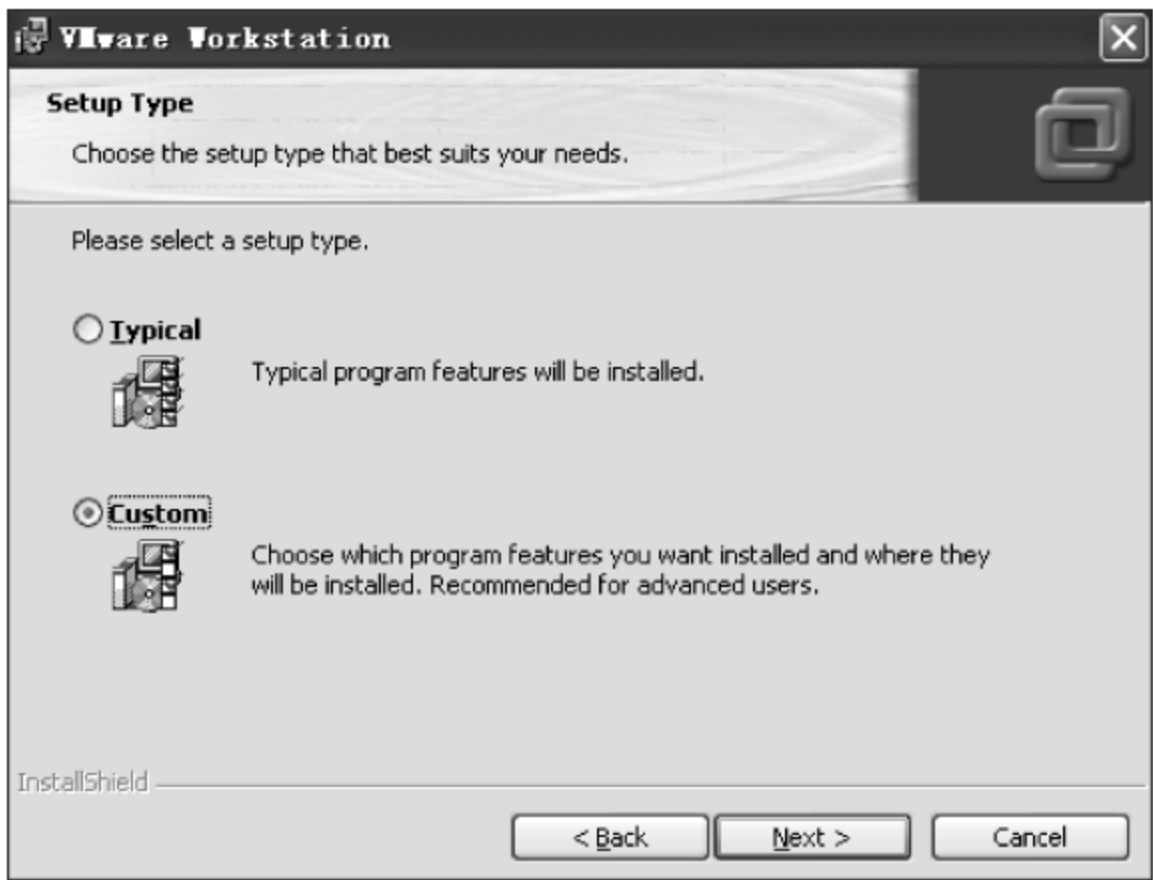 VMware Workstation
Setup Type
Choose the setup type that best suits your needs.
Please select a setup type.
Typical
Typical program features will be installed.
Custom
Choose which program features you want installed and where they
will be installed. Recommended for advanced users.
InstallShield
< Back
Next >
Cancel